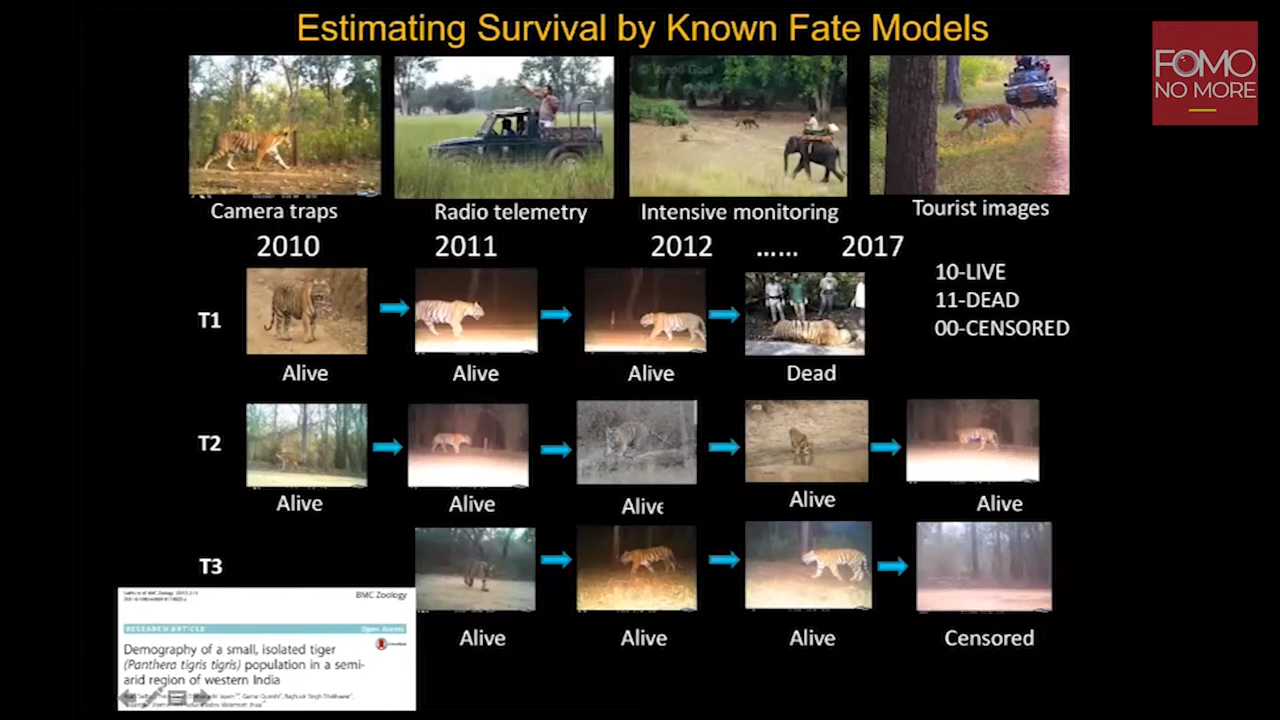 Estimating Survival by Known Fate Models
FOMO
NO MORE
Camera traps
Radio telemetry
Intensive monitoring
Tourist images
2010
2011
2012
......
2017
10-LIVE
11-DEAD
00-CENSORED
T1
Alive
Alive
Alive
Dead
T2
Alive
Alive
Alive
Alive
Alive
T3
Alive
Alive
Alive
Censored
BMC Zoology
RESEARCH ARTICLE
Open Access
Demography of a small, isolated tiger
(Panthera tigris tigris) population in a semi-
arid region of western India